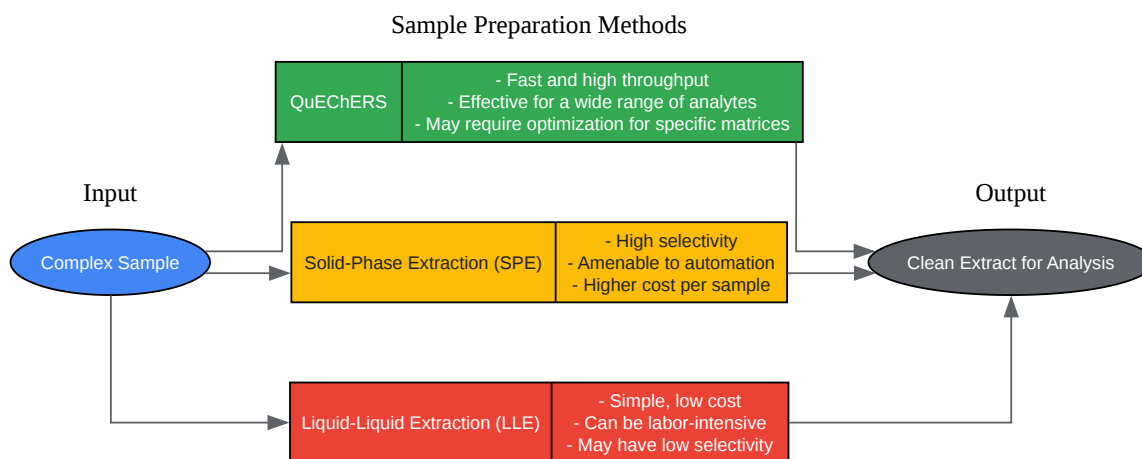 Sample Preparation Methods
QuEChERS
- Fast and high throughput
- Effective for a wide range of analytes
- May require optimization for specific matrices
Input
Output
Complex Sample
Solid-Phase Extraction (SPE)
- High selectivity
- Amenable to automation
- Higher cost per sample
Clean Extract for Analysis
Liquid-Liquid Extraction (LLE)
- Simple, low cost
- Can be labor-intensive
- May have low selectivity